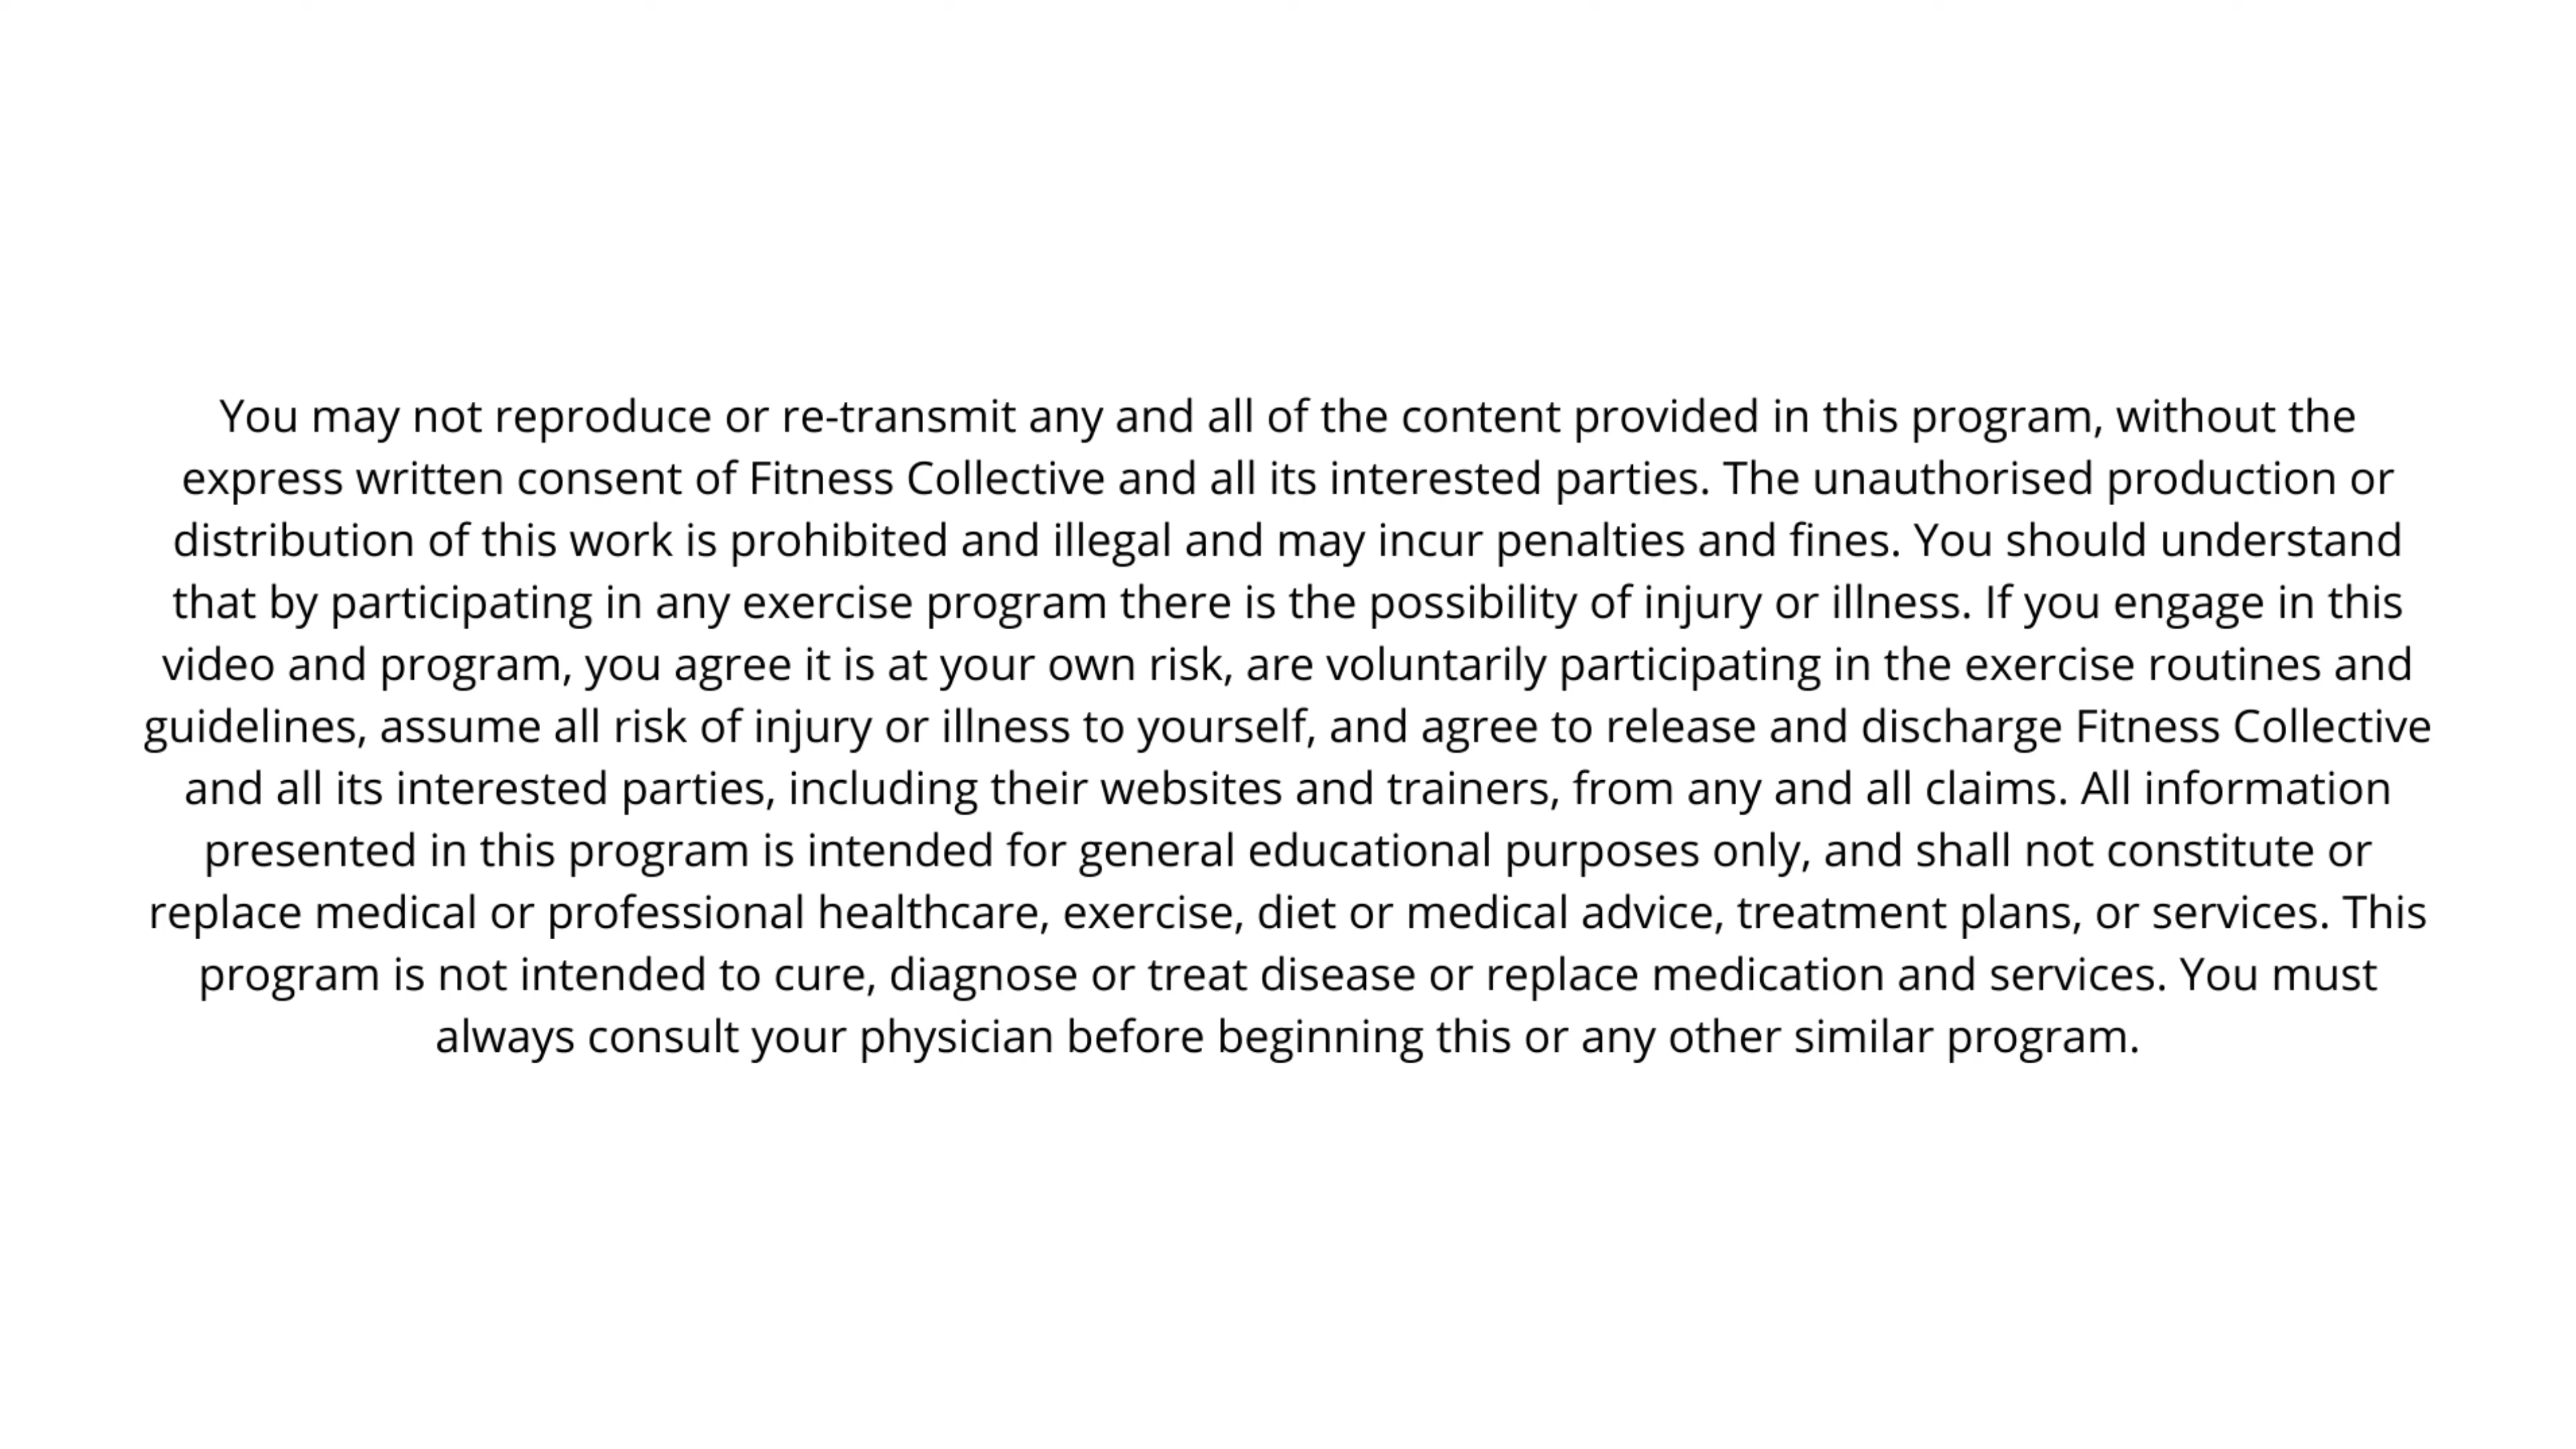 You may not reproduce or re-transmit any and all of the content provided in this program, without the
express written consent of Fitness Collective and all its interested parties. The unauthorised production or
distribution of this work is prohibited and illegal and may incur penalties and fines. You should understand
that by participating in any exercise program there is the possibility of injury or illness. If you engage in this
video and program, you agree it is at your own risk, are voluntarily participating in the exercise routines and
guidelines, assume all risk of injury or illness to yourself, and agree to release and discharge Fitness Collective
and all its interested parties, including their websites and trainers, from any and all claims. All information
presented in this program is intended for general educational purposes only, and shall not constitute or
replace medical or professional healthcare, exercise, diet or medical advice, treatment plans, or services. This
program is not intended to cure, diagnose or treat disease or replace medication and services. You must
always consult your physician before beginning this or any other similar program.